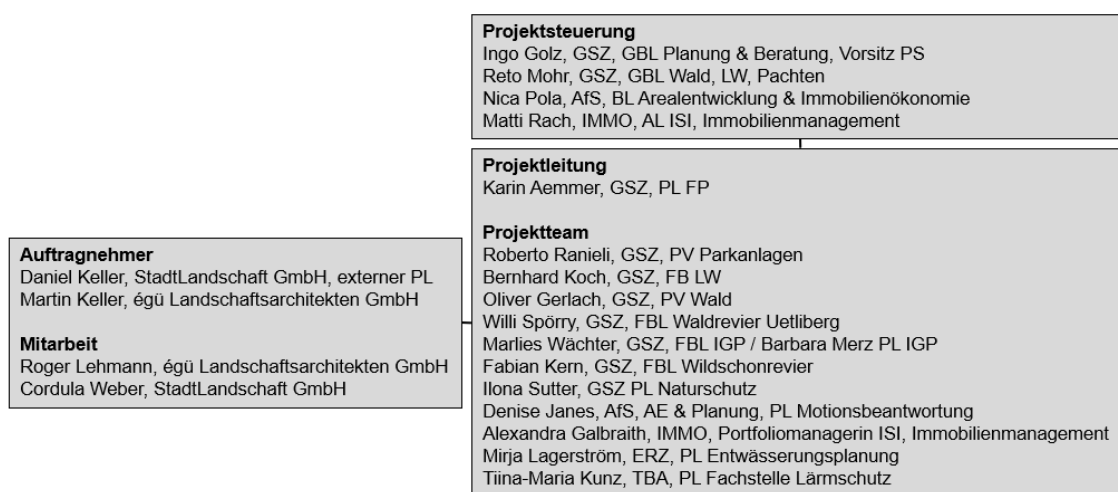 Projektsteuerung
Ingo Golz, GSZ, GBL Planung & Beratung, Vorsitz PS
Reto Mohr, GSZ, GBL Wald, LW, Pachten
Nica Pola, AfS, BL Arealentwicklung & Immobilienökonomie
Matti Rach, IMMO, AL ISI, Immobilienmanagement
Projektleitung
Karin Aemmer, GSZ, PL FP
Projektteam
Roberto Ranieli, GSZ, PV Parkanlagen
Bernhard Koch, GSZ, FB LW
Oliver Gerlach, GSZ, PV Wald
Willi Spörry, GSZ, FBL Waldrevier Uetliberg
Marlies Wächter, GSZ, FBL IGP / Barbara Merz PL IGP
Fabian Kern, GSZ, FBL Wildschonrevier
Ilona Sutter, GSZ PL Naturschutz
Denise Janes, AfS, AE & Planung, PL Motionsbeantwortung
Alexandra Galbraith, IMMO, Portfoliomanagerin ISI, Immobilienmanagement
Mirja Lagerström, ERZ, PL Entwässerungsplanung
Tiina-Maria Kunz, TBA, PL Fachstelle Lärmschutz
Auftragnehmer
Daniel Keller, StadtLandschaft GmbH, externer PL
Martin Keller, égü Landschaftsarchitekten GmbH
Mitarbeit
Roger Lehmann, égü Landschaftsarchitekten GmbH
Cordula Weber, StadtLandschaft GmbH